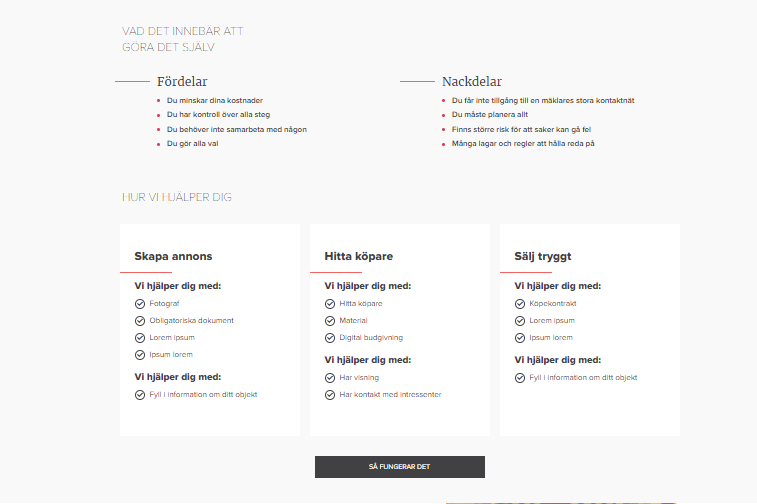 VAD DET INNEBÄR ATT
GÖRA DET SJÄLV
Fördelar
Du minskar dina kostnader
Du har kontroll över alla steg
Du behöver inte samarbeta med någon
Du gör alla val
Nackdelar
Du får inte tillgång till en mäklares stora kontaktnät
Du måste planera allt
Finns större risk för att saker kan gå fel
Många lagar och regler att hålla reda på
HUR VI HJÄLPER DIG
Skapa annons
Vi hjälper dig med:
Fotograf
Obligatoriska dokument
Lorem ipsum
Ipsum lorem
Vi hjälper dig med:
Fyll i information om ditt objekt
Hitta köpare
Vi hjälper dig med:
Hitta köpare
Material
Digital budgivning
Vi hjälper dig med:
Har visning
Har kontakt med intressenter
Sälj tryggt
Vi hjälper dig med:
Köpekontrakt
Lorem ipsum
Ipsum lorem
Vi hjälper dig med:
Fyll i information om ditt objekt
SÅ FUNGERAR DET